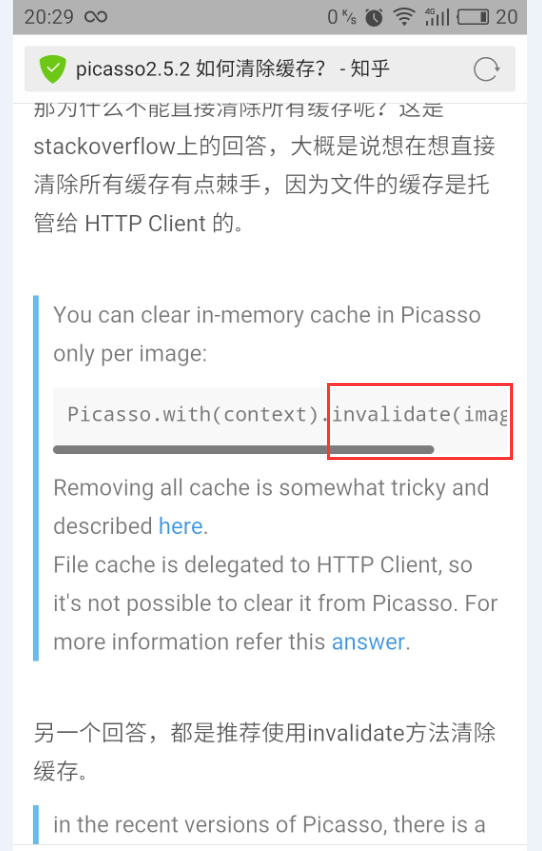 20:29 ∞ 0 K/s 4G 20
picasso2.5.2 如何清除缓存？ - 知乎
那为什么不能直接清除所有缓存呢？这是
stackoverflow上的回答，大概是说想在想直接
清除所有缓存有点棘手，因为文件的缓存是托
管给 HTTP Client 的。
You can clear in-memory cache in Picasso
only per image:
Picasso.with(context).invalidate(imag
Removing all cache is somewhat tricky and
described here.
File cache is delegated to HTTP Client, so
it's not possible to clear it from Picasso. For
more information refer this answer.
另一个回答，都是推荐使用invalidate方法清除
缓存。
in the recent versions of Picasso, there is a